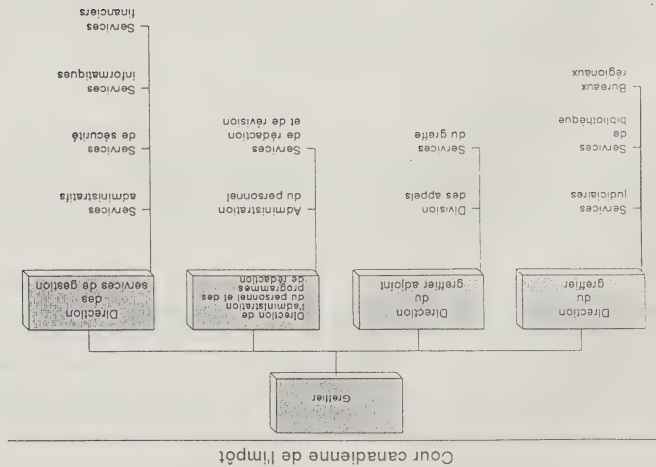 Cour canadienne de l'impôt
Greffier
Direction
des
services de gestion
Services
administratifs
Services
de sécurité
Services
informatiques
Services
financiers
Direction de
l'administration
du personnel et des
programmes
de rédaction
Administration
du personnel
Services
de rédaction
et de révision
Direction
du
greffier adjoint
Division
des appels
Services
du greffe
Direction
du
greffier
Services
judiciaires
Services
de
bibliothèque
Bureaux
régionaux